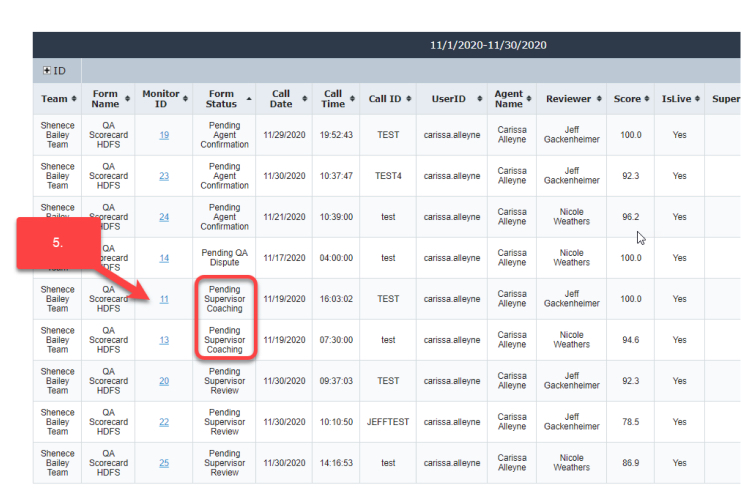 11/1/2020-11/30/2020
ID
Team Form Name Monitor ID Form Status Call Date Call Time Call ID UserID Agent Name Reviewer Score IsLive Super
Shenece Bailey Team QA Scorecard HDFS 19 Pending Agent Confirmation 11/29/2020 19:52:43 TEST carissa.alleyne Carissa Alleyne Jeff Gackenheimer 100.0 Yes
Shenece Bailey Team QA Scorecard HDFS 23 Pending Agent Confirmation 11/30/2020 10:37:47 TEST4 carissa.alleyne Carissa Alleyne Jeff Gackenheimer 92.3 Yes
Shenece Bailey QA Scorecard HDFS 24 Pending Agent Confirmation 11/21/2020 10:39:00 test carissa.alleyne Carissa Alleyne Nicole Weathers 96.2 Yes
5.
Team QA Scorecard HDFS 14 Pending QA Dispute 11/17/2020 04:00:00 test carissa.alleyne Carissa Alleyne Nicole Weathers 100.0 Yes
Shenece Bailey Team QA Scorecard HDFS 11 Pending Supervisor Coaching 11/19/2020 16:03:02 TEST carissa.alleyne Carissa Alleyne Jeff Gackenheimer 100.0 Yes
Shenece Bailey Team QA Scorecard HDFS 13 Pending Supervisor Coaching 11/19/2020 07:30:00 test carissa.alleyne Carissa Alleyne Nicole Weathers 94.6 Yes
Shenece Bailey Team QA Scorecard HDFS 20 Pending Supervisor Review 11/30/2020 09:37:03 TEST carissa.alleyne Carissa Alleyne Jeff Gackenheimer 92.3 Yes
Shenece Bailey Team QA Scorecard HDFS 22 Pending Supervisor Review 11/30/2020 10:10:50 JEFFTEST carissa.alleyne Carissa Alleyne Jeff Gackenheimer 78.5 Yes
Shenece Bailey Team QA Scorecard HDFS 25 Pending Supervisor Review 11/30/2020 14:16:53 test carissa.alleyne Carissa Alleyne Nicole Weathers 86.9 Yes